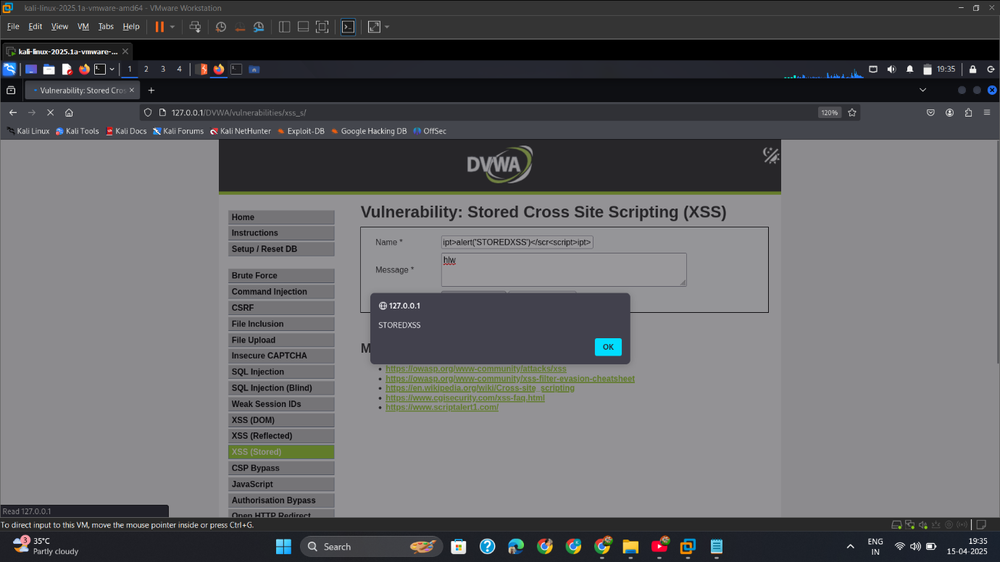 kali-linux-2025.1a-vmware-amd64 - VMware Workstation
File Edit View VM Tabs Help
kali-linux-2025.1a-vmware-...
1 2 3 4 19:35
Vulnerability: Stored Cros
127.0.0.1/DVWA/vulnerabilities/xss_s/ 120%
Kali Linux Kali Tools Kali Docs Kali Forums Kali NetHunter Exploit-DB Google Hacking DB OffSec
DVWA
Home
Instructions
Setup / Reset DB
Brute Force
Command Injection
CSRF
File Inclusion
File Upload
Insecure CAPTCHA
SQL Injection
SQL Injection (Blind)
Weak Session IDs
XSS (DOM)
XSS (Reflected)
XSS (Stored)
CSP Bypass
JavaScript
Authorisation Bypass
Open HTTP Redirect
Vulnerability: Stored Cross Site Scripting (XSS)
Name * ipt>alert('STOREDXSS')</scr<script>ipt>
Message * hlw
127.0.0.1
STOREDXSS
OK
M
https://owasp.org/www-community/attacks/xss
https://owasp.org/www-community/xss-filter-evasion-cheatsheet
https://en.wikipedia.org/wiki/Cross-site_scripting
https://www.cgisecurity.com/xss-faq.html
https://www.scriptalert1.com/
Read 127.0.0.1
To direct input to this VM, move the mouse pointer inside or press Ctrl+G.
3 35°C
Partly cloudy
Search
ENG
IN
19:35
15-04-2025